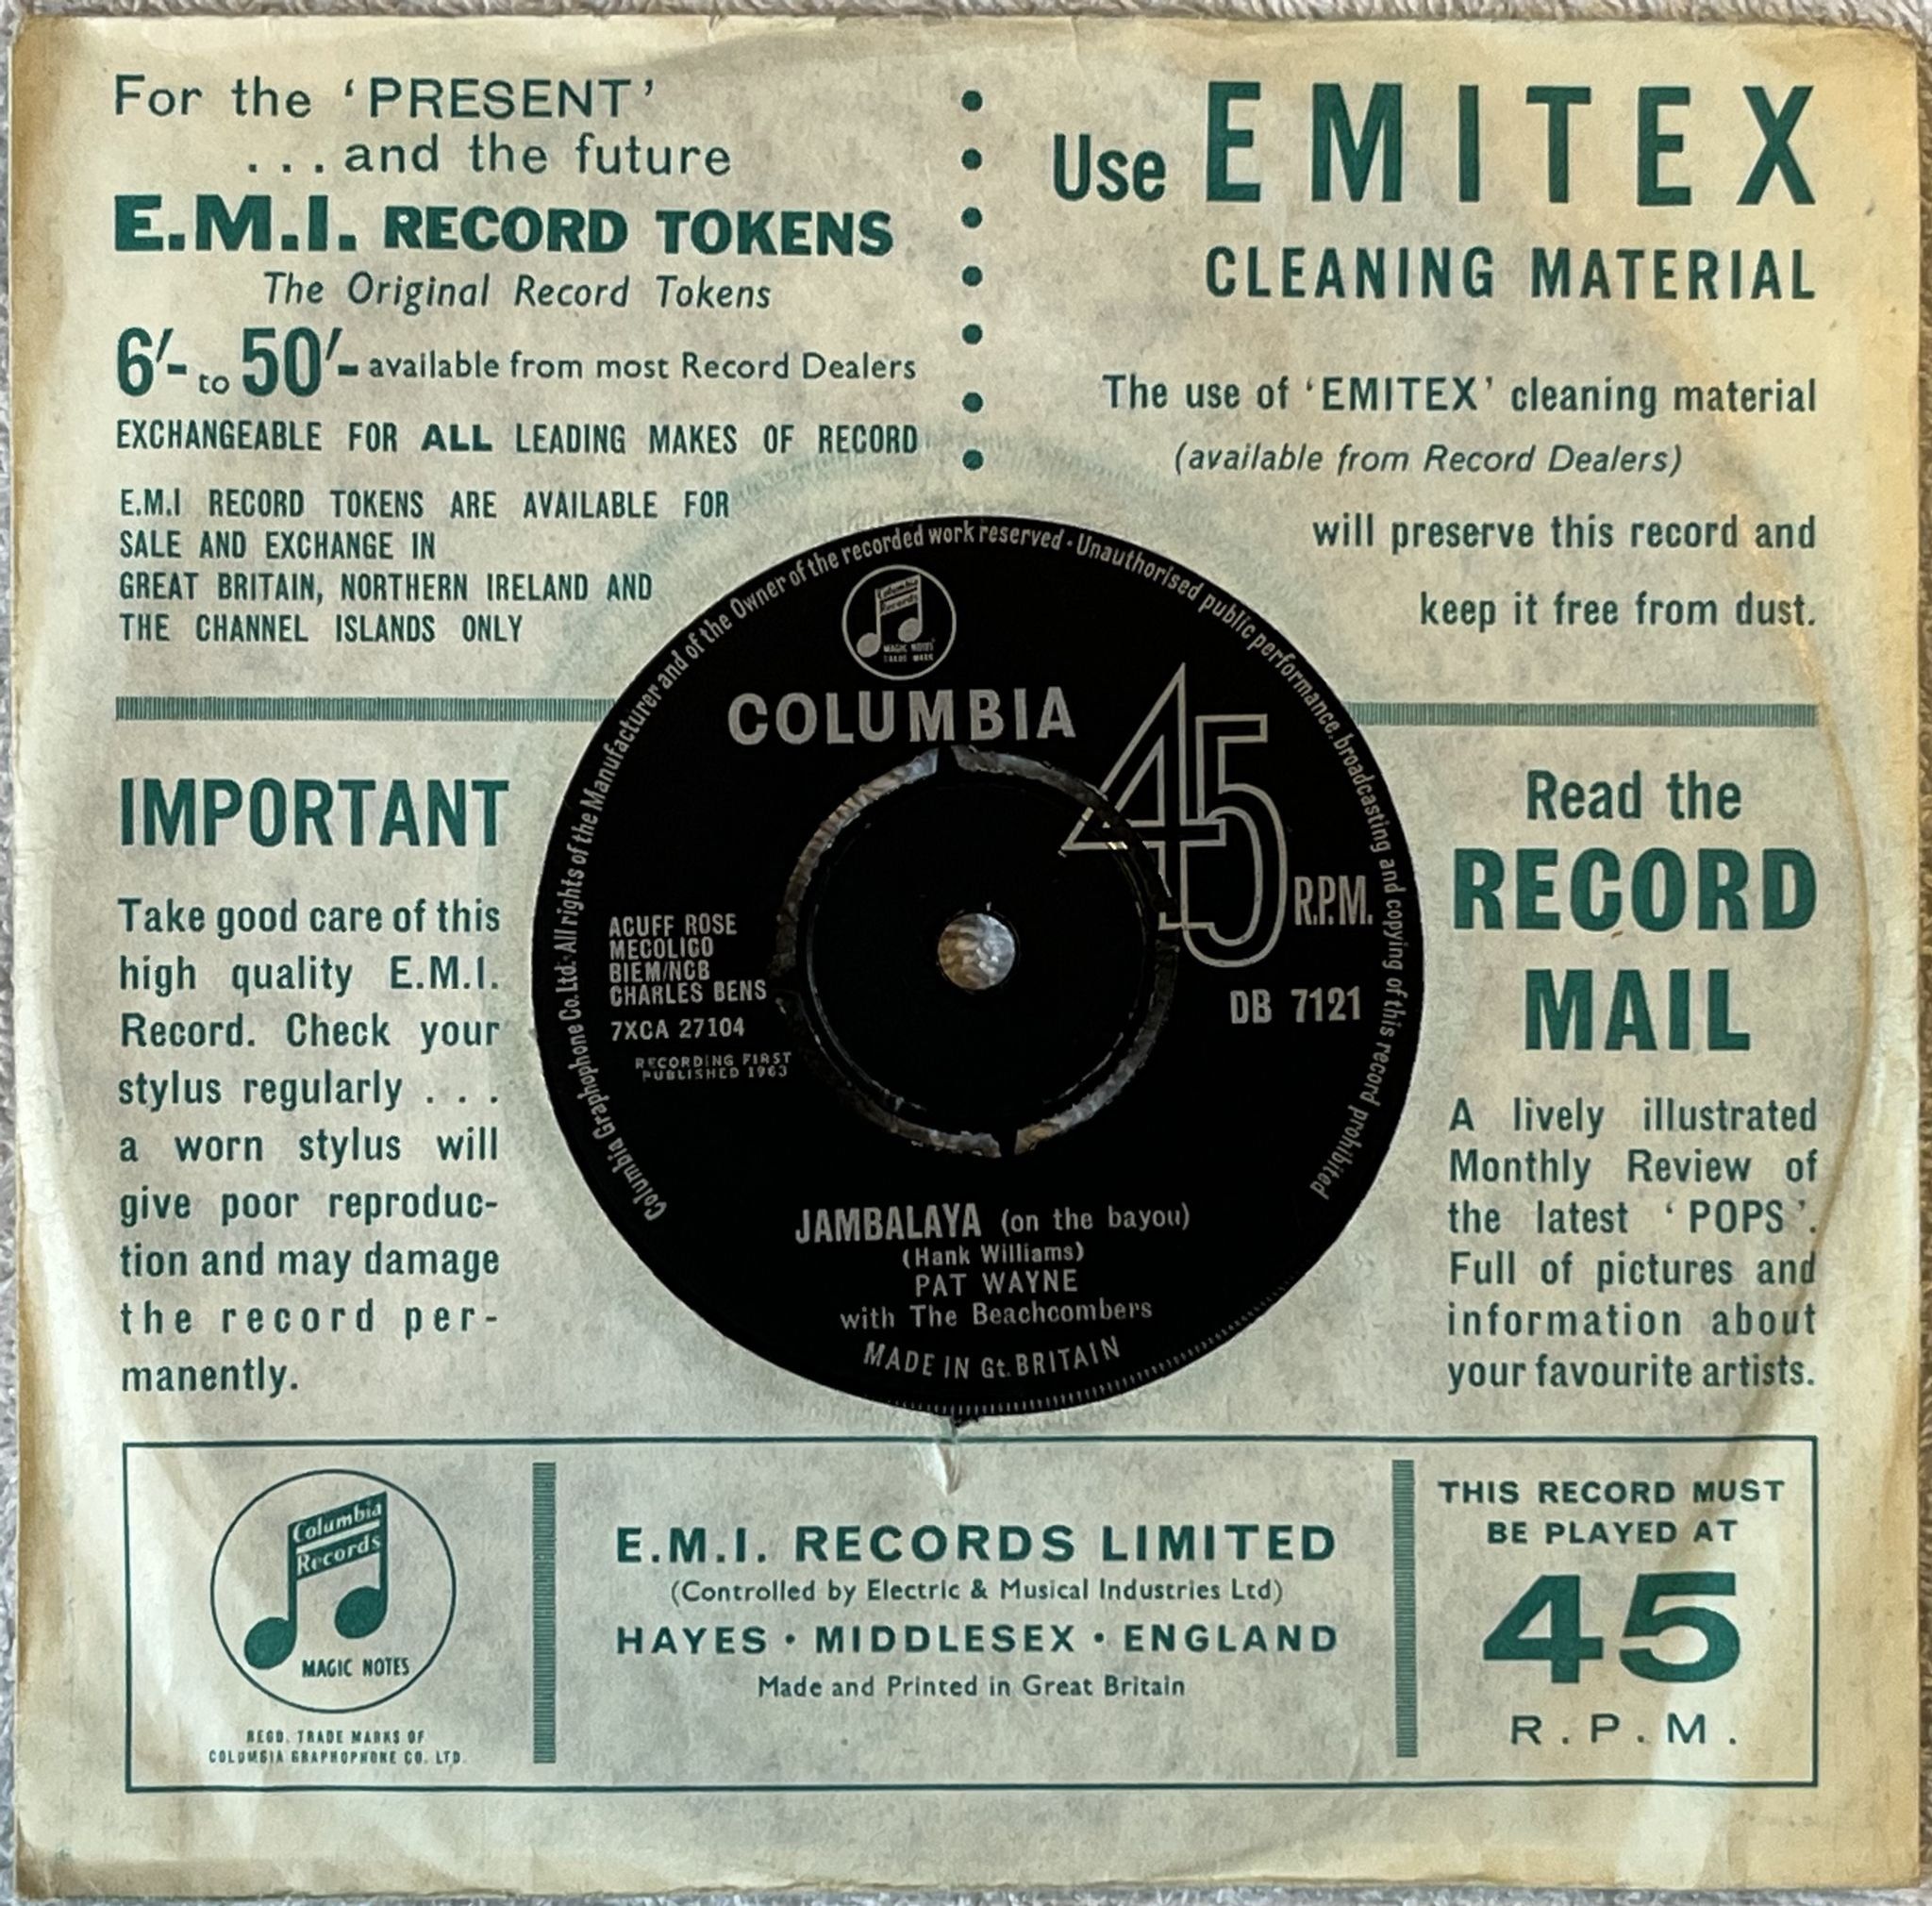 For the ‘PRESENT’
. . . and the future
E.M.I. RECORD TOKENS
The Original Record Tokens
6/- to 50/- available from most Record Dealers
EXCHANGEABLE FOR ALL LEADING MAKES OF RECORD
E.M.I RECORD TOKENS ARE AVAILABLE FOR
SALE AND EXCHANGE IN
GREAT BRITAIN, NORTHERN IRELAND AND
THE CHANNEL ISLANDS ONLY
Use EMITEX
CLEANING MATERIAL
The use of ‘EMITEX’ cleaning material
(available from Record Dealers)
will preserve this record and
keep it free from dust.
IMPORTANT
Take good care of this
high quality E.M.I.
Record. Check your
stylus regularly . . .
a worn stylus will
give poor reproduc-
tion and may damage
the record per-
manently.
Columbia Graphophone Co. Ltd. All rights of the Manufacturer and of the Owner of the recorded work reserved · Unauthorised public performance, broadcasting and copying of this record prohibited
Columbia
Records
MAGIC NOTES
TRADE MARK
COLUMBIA
45
R.P.M.
ACUFF ROSE
MECOLICO
BIEM/NCB
CHARLES BENS
7XCA 27104
RECORDING FIRST
PUBLISHED 1963
DB 7121
JAMBALAYA (on the bayou)
(Hank Williams)
PAT WAYNE
with The Beachcombers
MADE IN Gt. BRITAIN
Read the
RECORD
MAIL
A lively illustrated
Monthly Review of
the latest ‘POPS’.
Full of pictures and
information about
your favourite artists.
Columbia
Records
MAGIC NOTES
REGD. TRADE MARKS OF
COLUMBIA GRAPHOPHONE CO. LTD.
E.M.I. RECORDS LIMITED
(Controlled by Electric & Musical Industries Ltd)
HAYES · MIDDLESEX · ENGLAND
Made and Printed in Great Britain
THIS RECORD MUST
BE PLAYED AT
45
R.P.M.